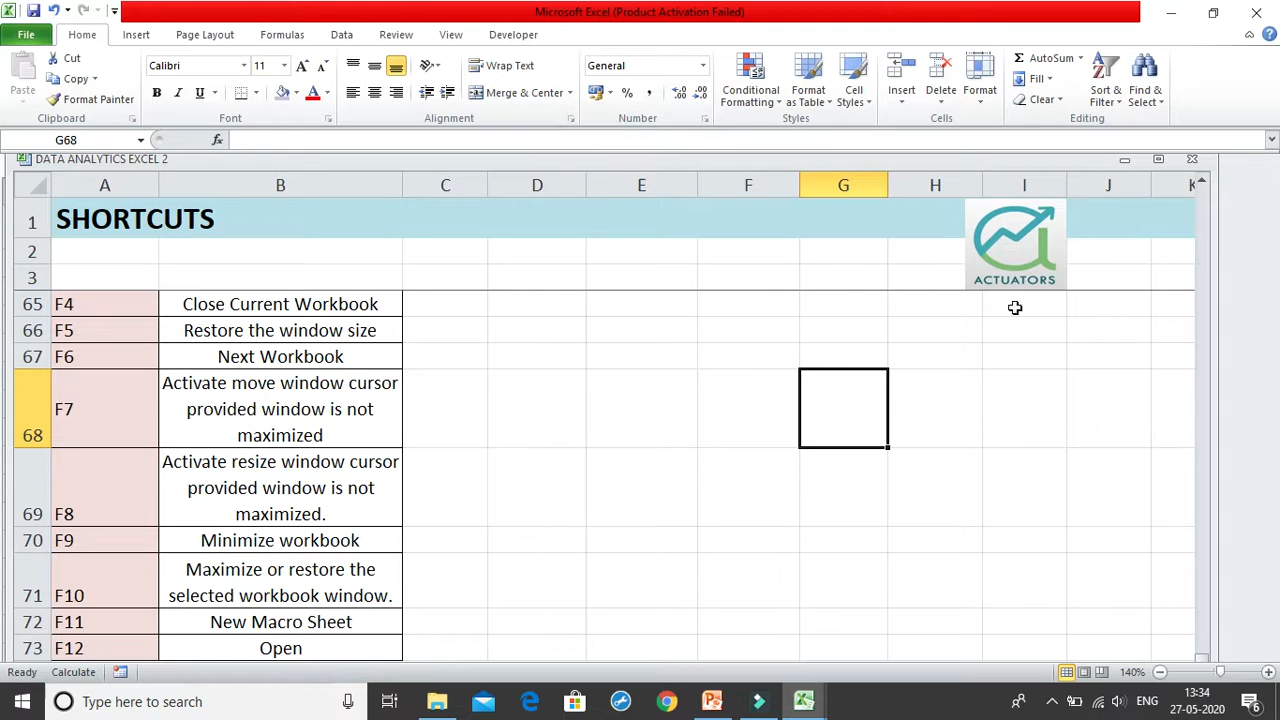 Microsoft Excel (Product Activation Failed)
File Home Insert Page Layout Formulas Data Review View Developer
Paste Cut Copy Format Painter Clipboard
Calibri 11 A A B I U A Font
Wrap Text Merge & Center Alignment
General % , Number
Conditional Formatting Format as Table Cell Styles Styles
Insert Delete Format Cells
Σ AutoSum Fill Clear Sort & Filter Find & Select Editing
G68 fx
DATA ANALYTICS EXCEL 2
A B C D E F G H I J K
1 SHORTCUTS
2
3
ACTUATORS
65 F4 Close Current Workbook
66 F5 Restore the window size
67 F6 Next Workbook
68 F7 Activate move window cursor
provided window is not
maximized
69 F8 Activate resize window cursor
provided window is not
maximized.
70 F9 Minimize workbook
71 F10 Maximize or restore the
selected workbook window.
72 F11 New Macro Sheet
73 F12 Open
Ready Calculate 140%
Type here to search
ENG 13:34
27-05-2020
6